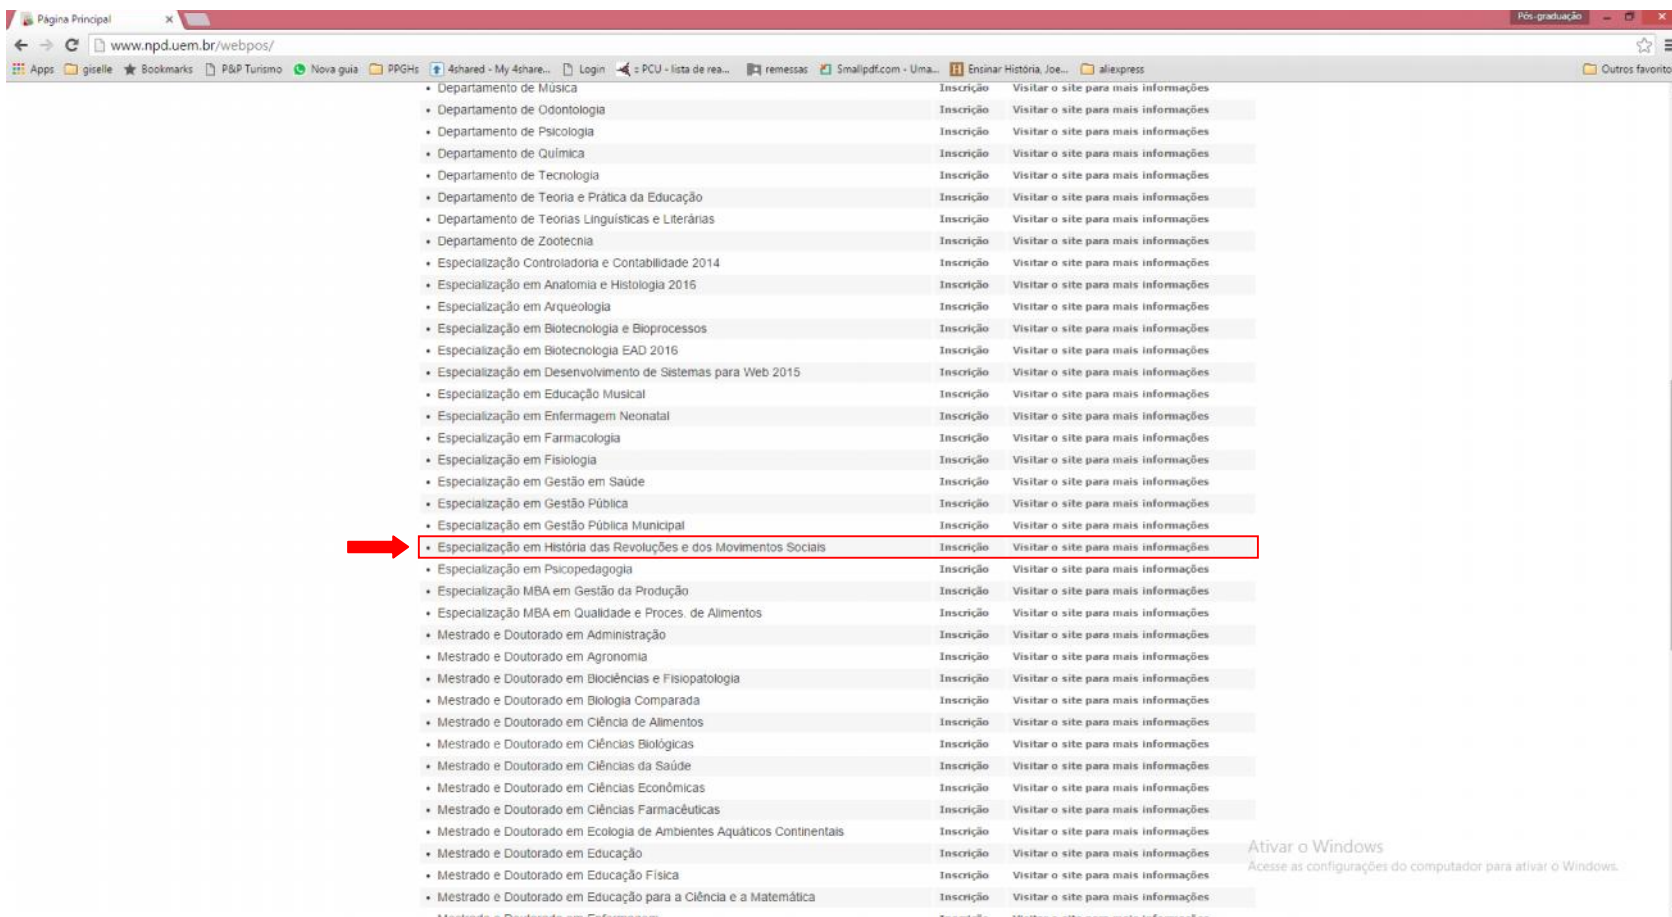 Página Principal
Pós-graduação
www.npd.uem.br/webpos/
Apps giselle Bookmarks P&P Turismo Nova guia PPGHs 4shared - My 4share... Login :: PCU - lista de rea... remessas Smallpdf.com - Uma... Ensinar História, Joe... aliexpress Outros favorito
• Departamento de Música Inscrição Visitar o site para mais informações
• Departamento de Odontologia Inscrição Visitar o site para mais informações
• Departamento de Psicologia Inscrição Visitar o site para mais informações
• Departamento de Química Inscrição Visitar o site para mais informações
• Departamento de Tecnologia Inscrição Visitar o site para mais informações
• Departamento de Teoria e Prática da Educação Inscrição Visitar o site para mais informações
• Departamento de Teorias Linguísticas e Literárias Inscrição Visitar o site para mais informações
• Departamento de Zootecnia Inscrição Visitar o site para mais informações
• Especialização Controladoria e Contabilidade 2014 Inscrição Visitar o site para mais informações
• Especialização em Anatomia e Histologia 2016 Inscrição Visitar o site para mais informações
• Especialização em Arqueologia Inscrição Visitar o site para mais informações
• Especialização em Biotecnologia e Bioprocessos Inscrição Visitar o site para mais informações
• Especialização em Biotecnologia EAD 2016 Inscrição Visitar o site para mais informações
• Especialização em Desenvolvimento de Sistemas para Web 2015 Inscrição Visitar o site para mais informações
• Especialização em Educação Musical Inscrição Visitar o site para mais informações
• Especialização em Enfermagem Neonatal Inscrição Visitar o site para mais informações
• Especialização em Farmacologia Inscrição Visitar o site para mais informações
• Especialização em Fisiologia Inscrição Visitar o site para mais informações
• Especialização em Gestão em Saúde Inscrição Visitar o site para mais informações
• Especialização em Gestão Pública Inscrição Visitar o site para mais informações
• Especialização em Gestão Pública Municipal Inscrição Visitar o site para mais informações
• Especialização em História das Revoluções e dos Movimentos Sociais Inscrição Visitar o site para mais informações
• Especialização em Psicopedagogia Inscrição Visitar o site para mais informações
• Especialização MBA em Gestão da Produção Inscrição Visitar o site para mais informações
• Especialização MBA em Qualidade e Proces. de Alimentos Inscrição Visitar o site para mais informações
• Mestrado e Doutorado em Administração Inscrição Visitar o site para mais informações
• Mestrado e Doutorado em Agronomia Inscrição Visitar o site para mais informações
• Mestrado e Doutorado em Biociências e Fisiopatologia Inscrição Visitar o site para mais informações
• Mestrado e Doutorado em Biologia Comparada Inscrição Visitar o site para mais informações
• Mestrado e Doutorado em Ciência de Alimentos Inscrição Visitar o site para mais informações
• Mestrado e Doutorado em Ciências Biológicas Inscrição Visitar o site para mais informações
• Mestrado e Doutorado em Ciências da Saúde Inscrição Visitar o site para mais informações
• Mestrado e Doutorado em Ciências Econômicas Inscrição Visitar o site para mais informações
• Mestrado e Doutorado em Ciências Farmacêuticas Inscrição Visitar o site para mais informações
• Mestrado e Doutorado em Ecologia de Ambientes Aquáticos Continentais Inscrição Visitar o site para mais informações
• Mestrado e Doutorado em Educação Inscrição Visitar o site para mais informações
• Mestrado e Doutorado em Educação Física Inscrição Visitar o site para mais informações
• Mestrado e Doutorado em Educação para a Ciência e a Matemática Inscrição Visitar o site para mais informações
Ativar o Windows
Acesse as configurações do computador para ativar o Windows.